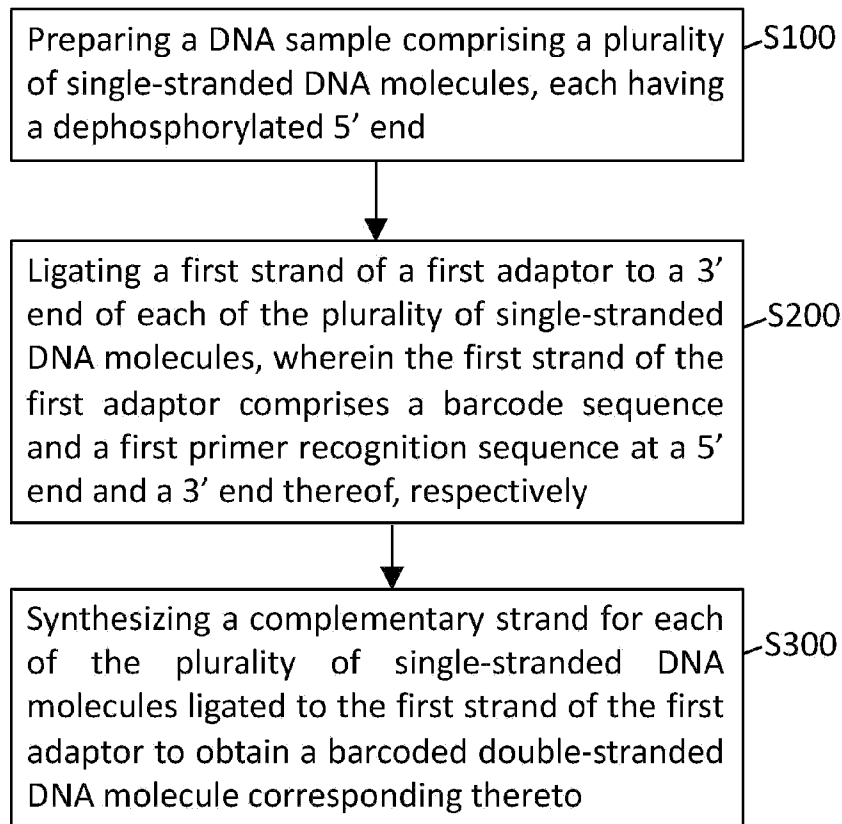 Preparing a DNA sample comprising a plurality
of single-stranded DNA molecules, each having
a dephosphorylated 5’ end
S100
Ligating a first strand of a first adaptor to a 3’
end of each of the plurality of single-stranded
DNA molecules, wherein the first strand of the
first adaptor comprises a barcode sequence
and a first primer recognition sequence at a 5’
end and a 3’ end thereof, respectively
S200
Synthesizing a complementary strand for each
of the plurality of single-stranded DNA
molecules ligated to the first strand of the first
adaptor to obtain a barcoded double-stranded
DNA molecule corresponding thereto
S300